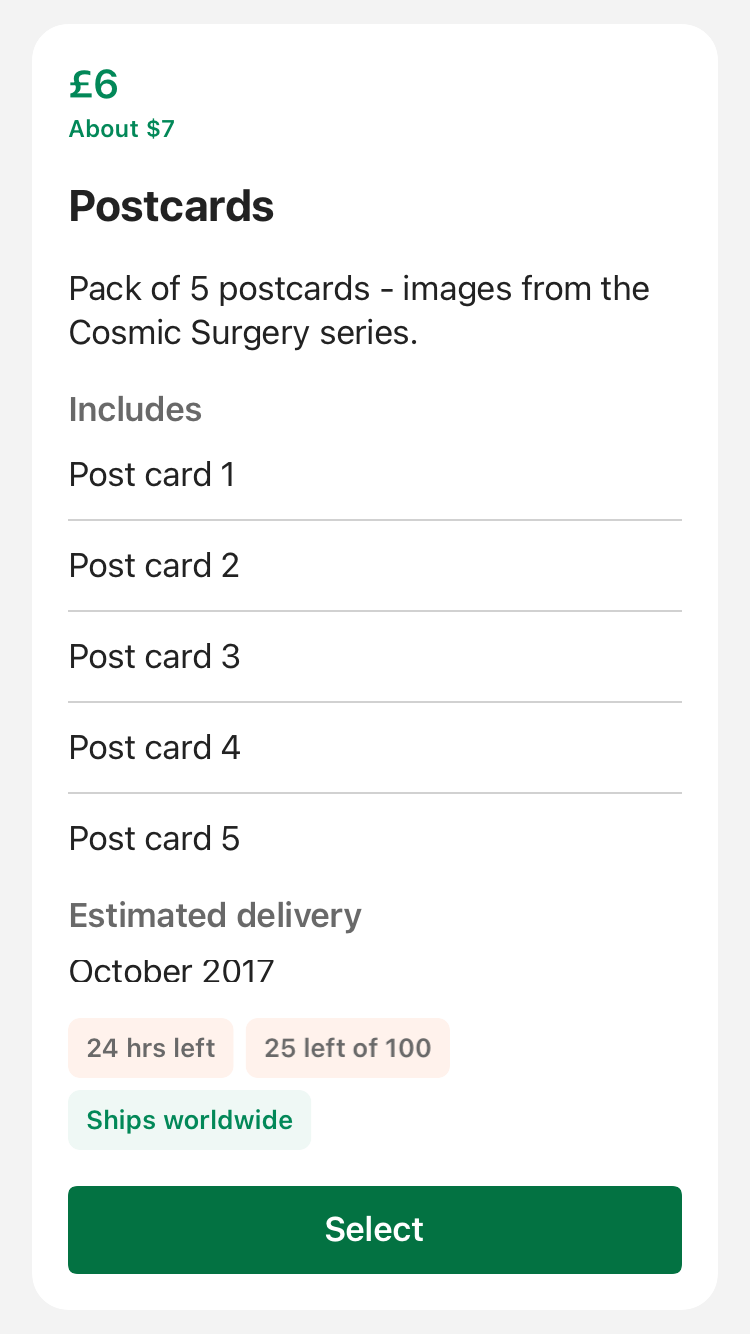 £6
About $7
Postcards
Pack of 5 postcards - images from the
Cosmic Surgery series.
Includes
Post card 1
Post card 2
Post card 3
Post card 4
Post card 5
Estimated delivery
October 2017
24 hrs left 25 left of 100
Ships worldwide
Select